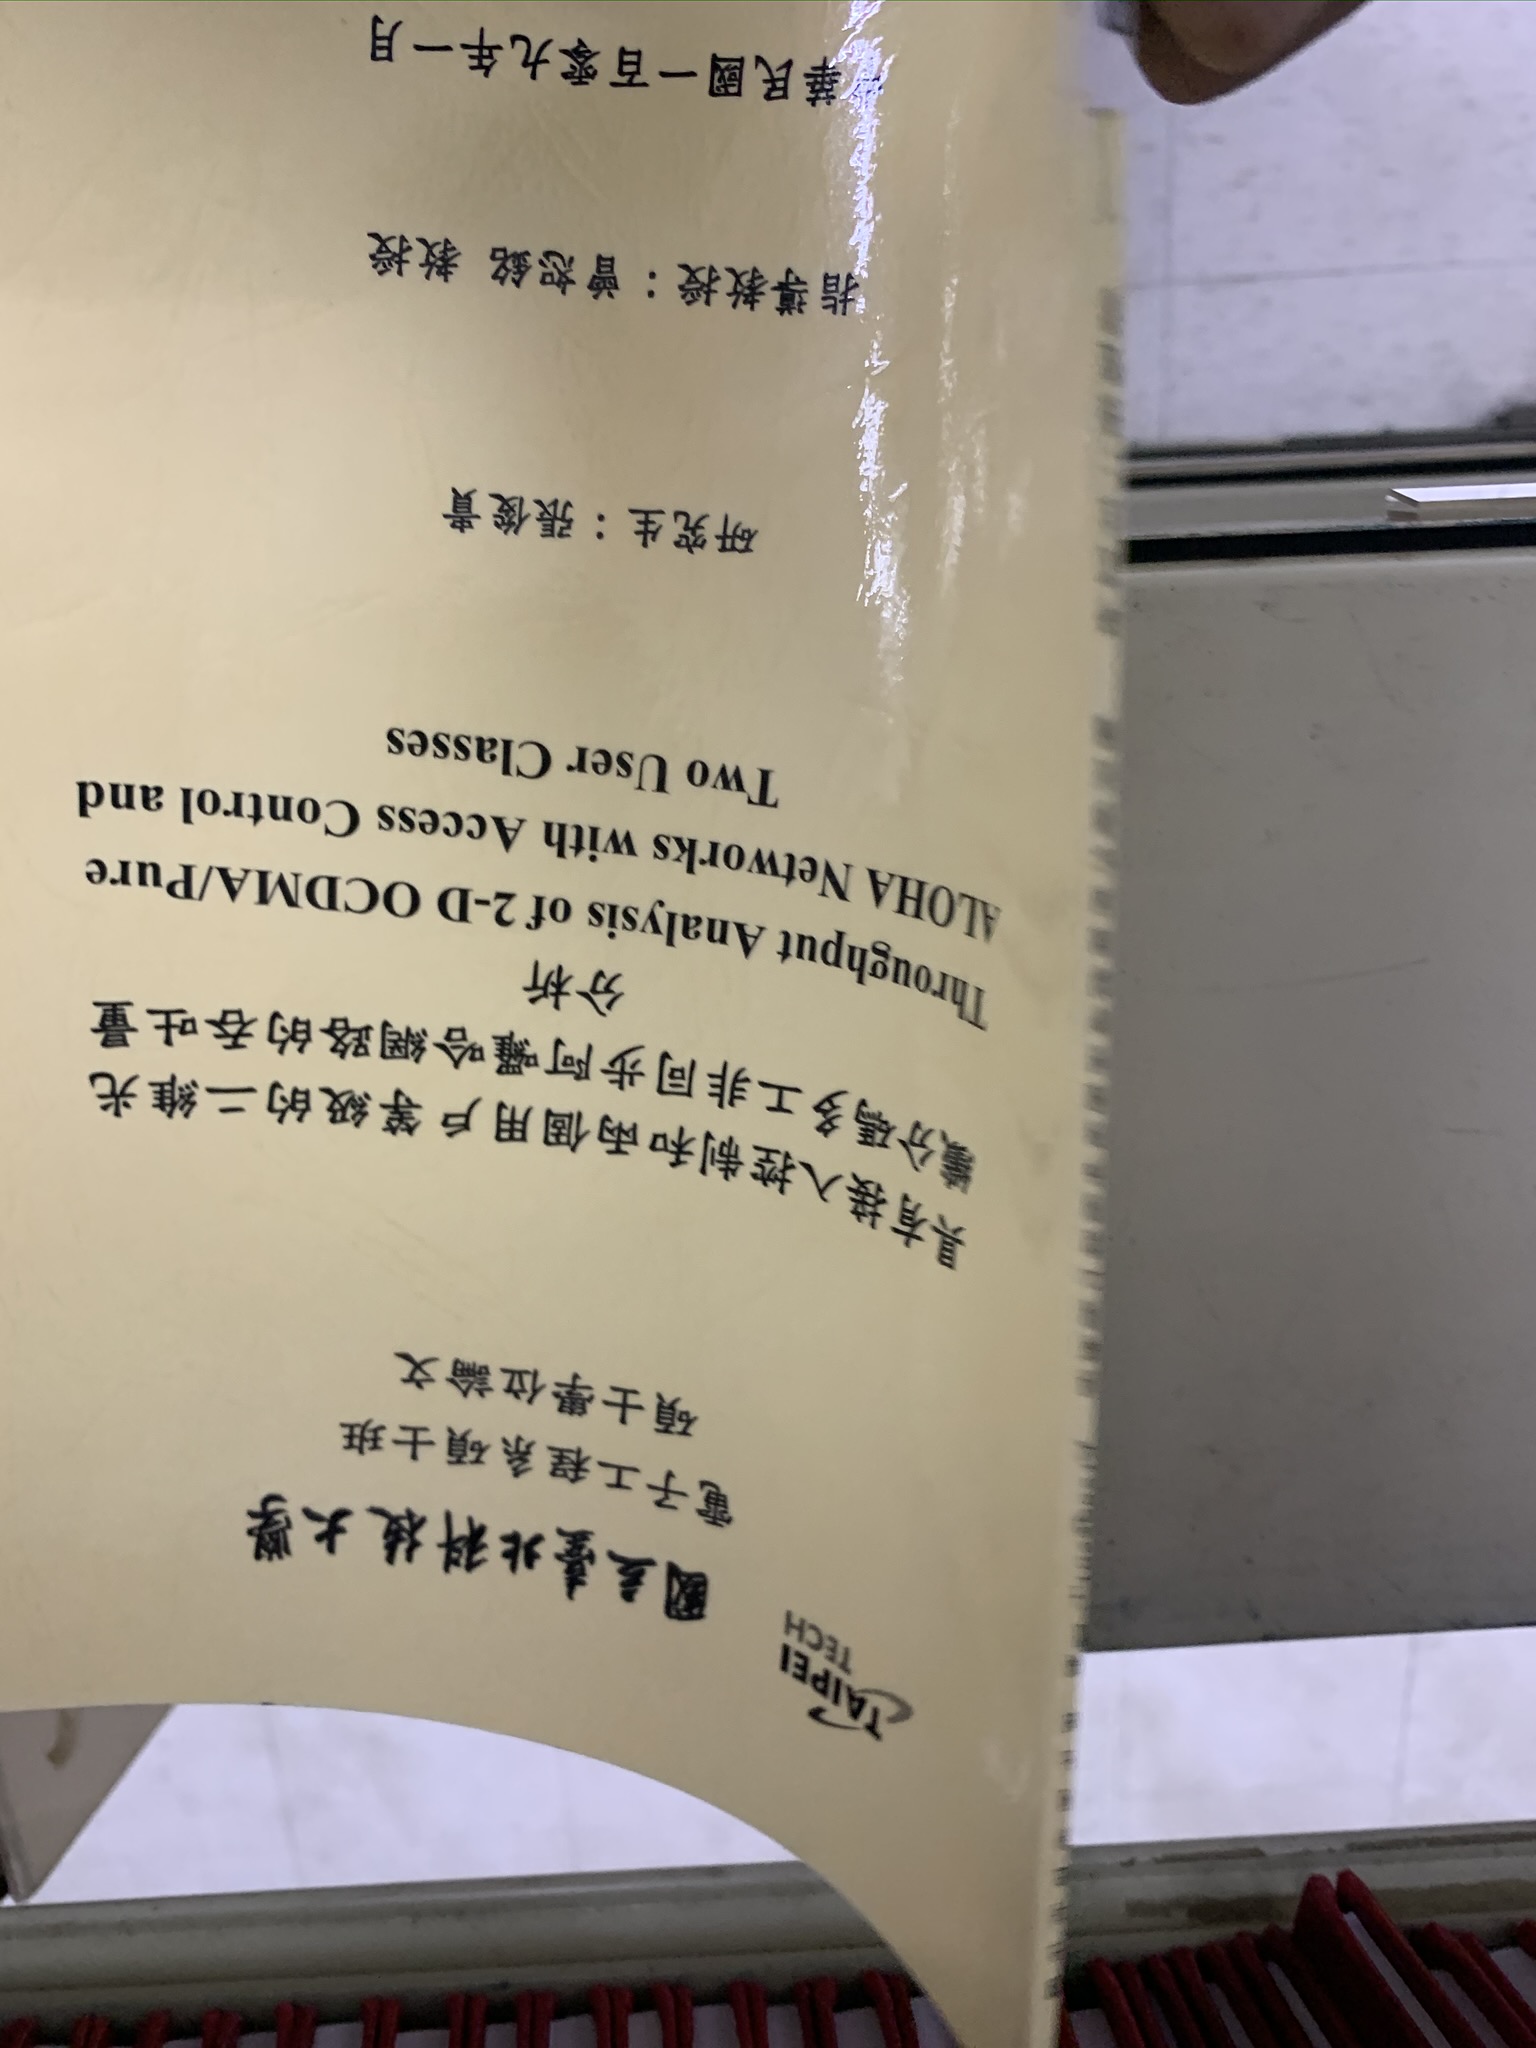 TAIPEI
TECH
國立臺北科技大學
電子工程系碩士班
碩士學位論文
具有接入控制和兩個用戶等級的二維光
纖分碼多工非同步阿囉哈網路的吞吐量
分析
Throughput Analysis of 2-D OCDMA/Pure
ALOHA Networks with Access Control and
Two User Classes
研究生：張俊貴
指導教授：曾恕銘 教授
華民國一百零九年一月